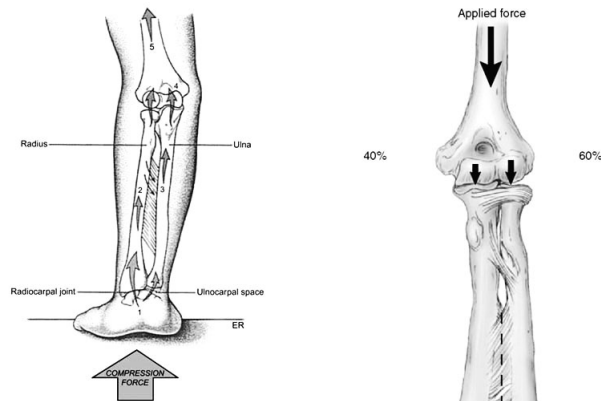 5
4
Radius
Ulna
2
3
Radiocarpal joint
Ulnocarpal space
1
ER
COMPRESSION
FORCE
Applied force
40%
60%